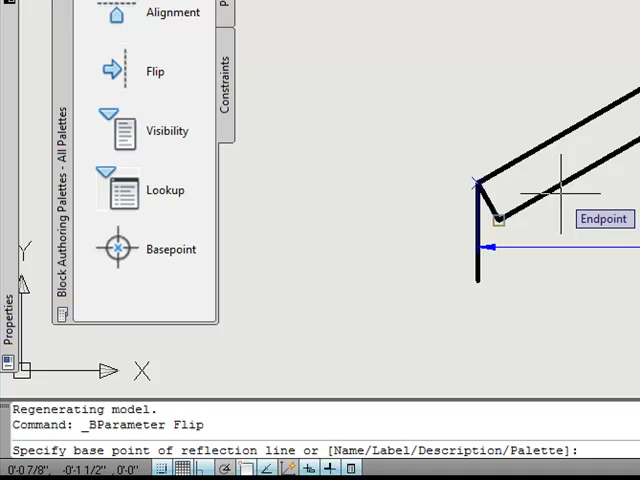 Alignment
Flip
Visibility
Lookup
Basepoint
Block Authoring Palettes - All Palettes
Constraints
P
Properties
Endpoint
Y
X
Regenerating model.
Command: _BParameter Flip
Specify base point of reflection line or [Name/Label/Description/Palette]:
0'-0 7/8", -0'-1 1/2" , 0'-0"